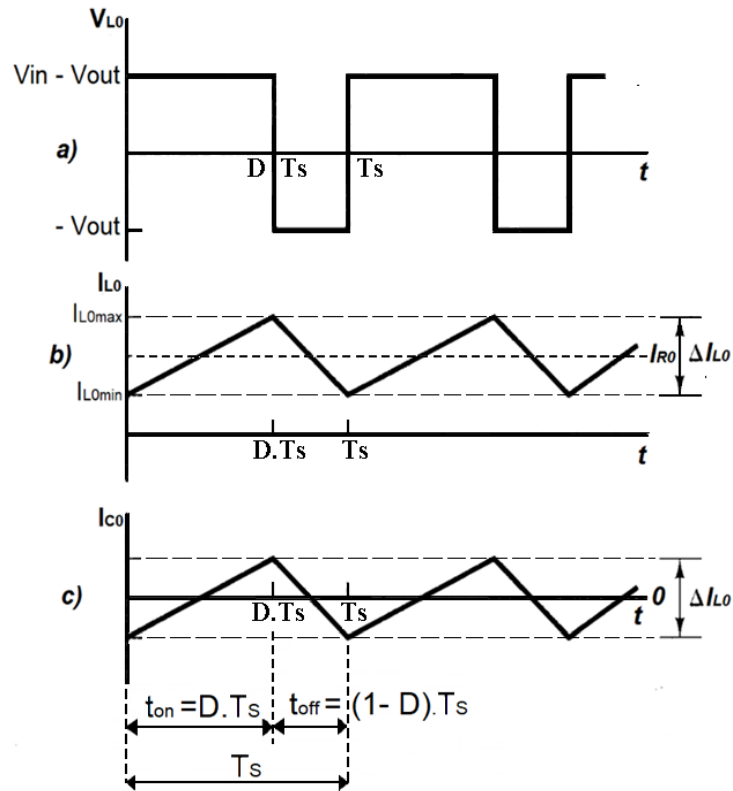 VL0
Vin - Vout
a)
D Ts Ts
t
- Vout
IL0
IL0max
b)
IR0 ΔIL0
IL0min
D.Ts Ts t
IC0
c)
0 ΔIL0
D.Ts Ts t
ton =D.Ts toff = (1- D).Ts
Ts